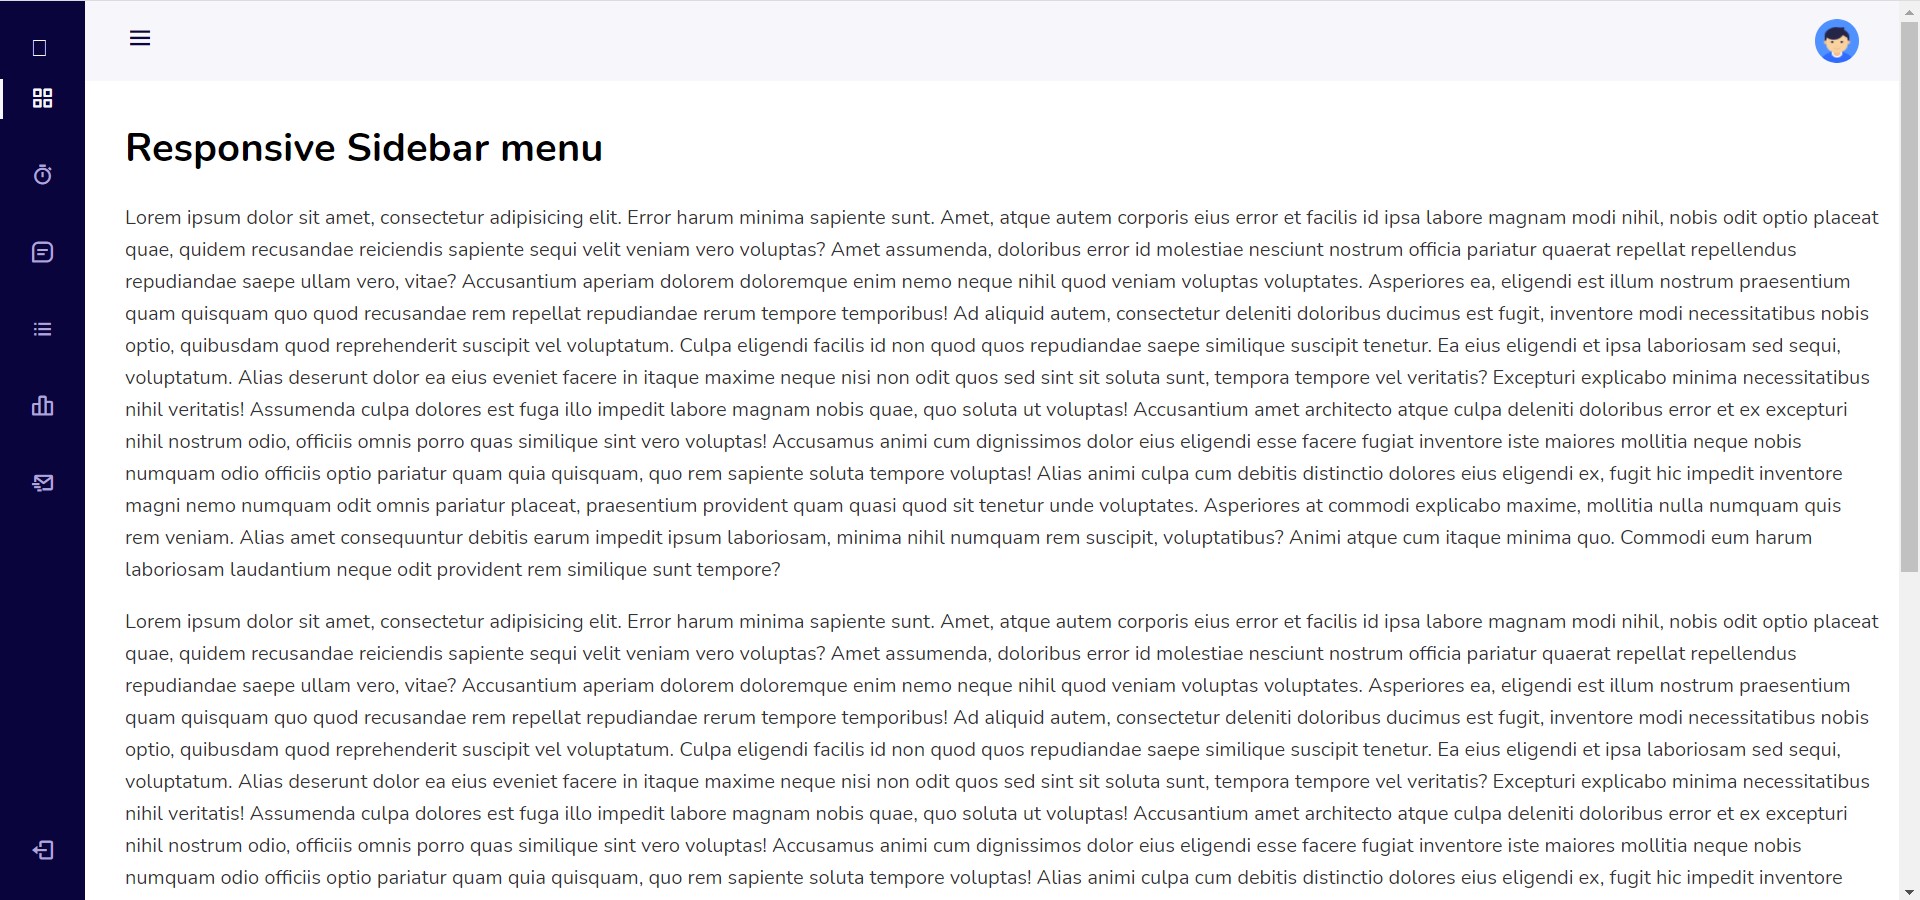 Responsive Sidebar menu
Lorem ipsum dolor sit amet, consectetur adipisicing elit. Error harum minima sapiente sunt. Amet, atque autem corporis eius error et facilis id ipsa labore magnam modi nihil, nobis odit optio placeat
quae, quidem recusandae reiciendis sapiente sequi velit veniam vero voluptas? Amet assumenda, doloribus error id molestiae nesciunt nostrum officia pariatur quaerat repellat repellendus
repudiandae saepe ullam vero, vitae? Accusantium aperiam dolorem doloremque enim nemo neque nihil quod veniam voluptas voluptates. Asperiores ea, eligendi est illum nostrum praesentium
quam quisquam quo quod recusandae rem repellat repudiandae rerum tempore temporibus! Ad aliquid autem, consectetur deleniti doloribus ducimus est fugit, inventore modi necessitatibus nobis
optio, quibusdam quod reprehenderit suscipit vel voluptatum. Culpa eligendi facilis id non quod quos repudiandae saepe similique suscipit tenetur. Ea eius eligendi et ipsa laboriosam sed sequi,
voluptatum. Alias deserunt dolor ea eius eveniet facere in itaque maxime neque nisi non odit quos sed sint sit soluta sunt, tempora tempore vel veritatis? Excepturi explicabo minima necessitatibus
nihil veritatis! Assumenda culpa dolores est fuga illo impedit labore magnam nobis quae, quo soluta ut voluptas! Accusantium amet architecto atque culpa deleniti doloribus error et ex excepturi
nihil nostrum odio, officiis omnis porro quas similique sint vero voluptas! Accusamus animi cum dignissimos dolor eius eligendi esse facere fugiat inventore iste maiores mollitia neque nobis
numquam odio officiis optio pariatur quam quia quisquam, quo rem sapiente soluta tempore voluptas! Alias animi culpa cum debitis distinctio dolores eius eligendi ex, fugit hic impedit inventore
magni nemo numquam odit omnis pariatur placeat, praesentium provident quam quasi quod sit tenetur unde voluptates. Asperiores at commodi explicabo maxime, mollitia nulla numquam quis
rem veniam. Alias amet consequuntur debitis earum impedit ipsum laboriosam, minima nihil numquam rem suscipit, voluptatibus? Animi atque cum itaque minima quo. Commodi eum harum
laboriosam laudantium neque odit provident rem similique sunt tempore?
Lorem ipsum dolor sit amet, consectetur adipisicing elit. Error harum minima sapiente sunt. Amet, atque autem corporis eius error et facilis id ipsa labore magnam modi nihil, nobis odit optio placeat
quae, quidem recusandae reiciendis sapiente sequi velit veniam vero voluptas? Amet assumenda, doloribus error id molestiae nesciunt nostrum officia pariatur quaerat repellat repellendus
repudiandae saepe ullam vero, vitae? Accusantium aperiam dolorem doloremque enim nemo neque nihil quod veniam voluptas voluptates. Asperiores ea, eligendi est illum nostrum praesentium
quam quisquam quo quod recusandae rem repellat repudiandae rerum tempore temporibus! Ad aliquid autem, consectetur deleniti doloribus ducimus est fugit, inventore modi necessitatibus nobis
optio, quibusdam quod reprehenderit suscipit vel voluptatum. Culpa eligendi facilis id non quod quos repudiandae saepe similique suscipit tenetur. Ea eius eligendi et ipsa laboriosam sed sequi,
voluptatum. Alias deserunt dolor ea eius eveniet facere in itaque maxime neque nisi non odit quos sed sint sit soluta sunt, tempora tempore vel veritatis? Excepturi explicabo minima necessitatibus
nihil veritatis! Assumenda culpa dolores est fuga illo impedit labore magnam nobis quae, quo soluta ut voluptas! Accusantium amet architecto atque culpa deleniti doloribus error et ex excepturi
nihil nostrum odio, officiis omnis porro quas similique sint vero voluptas! Accusamus animi cum dignissimos dolor eius eligendi esse facere fugiat inventore iste maiores mollitia neque nobis
numquam odio officiis optio pariatur quam quia quisquam, quo rem sapiente soluta tempore voluptas! Alias animi culpa cum debitis distinctio dolores eius eligendi ex, fugit hic impedit inventore